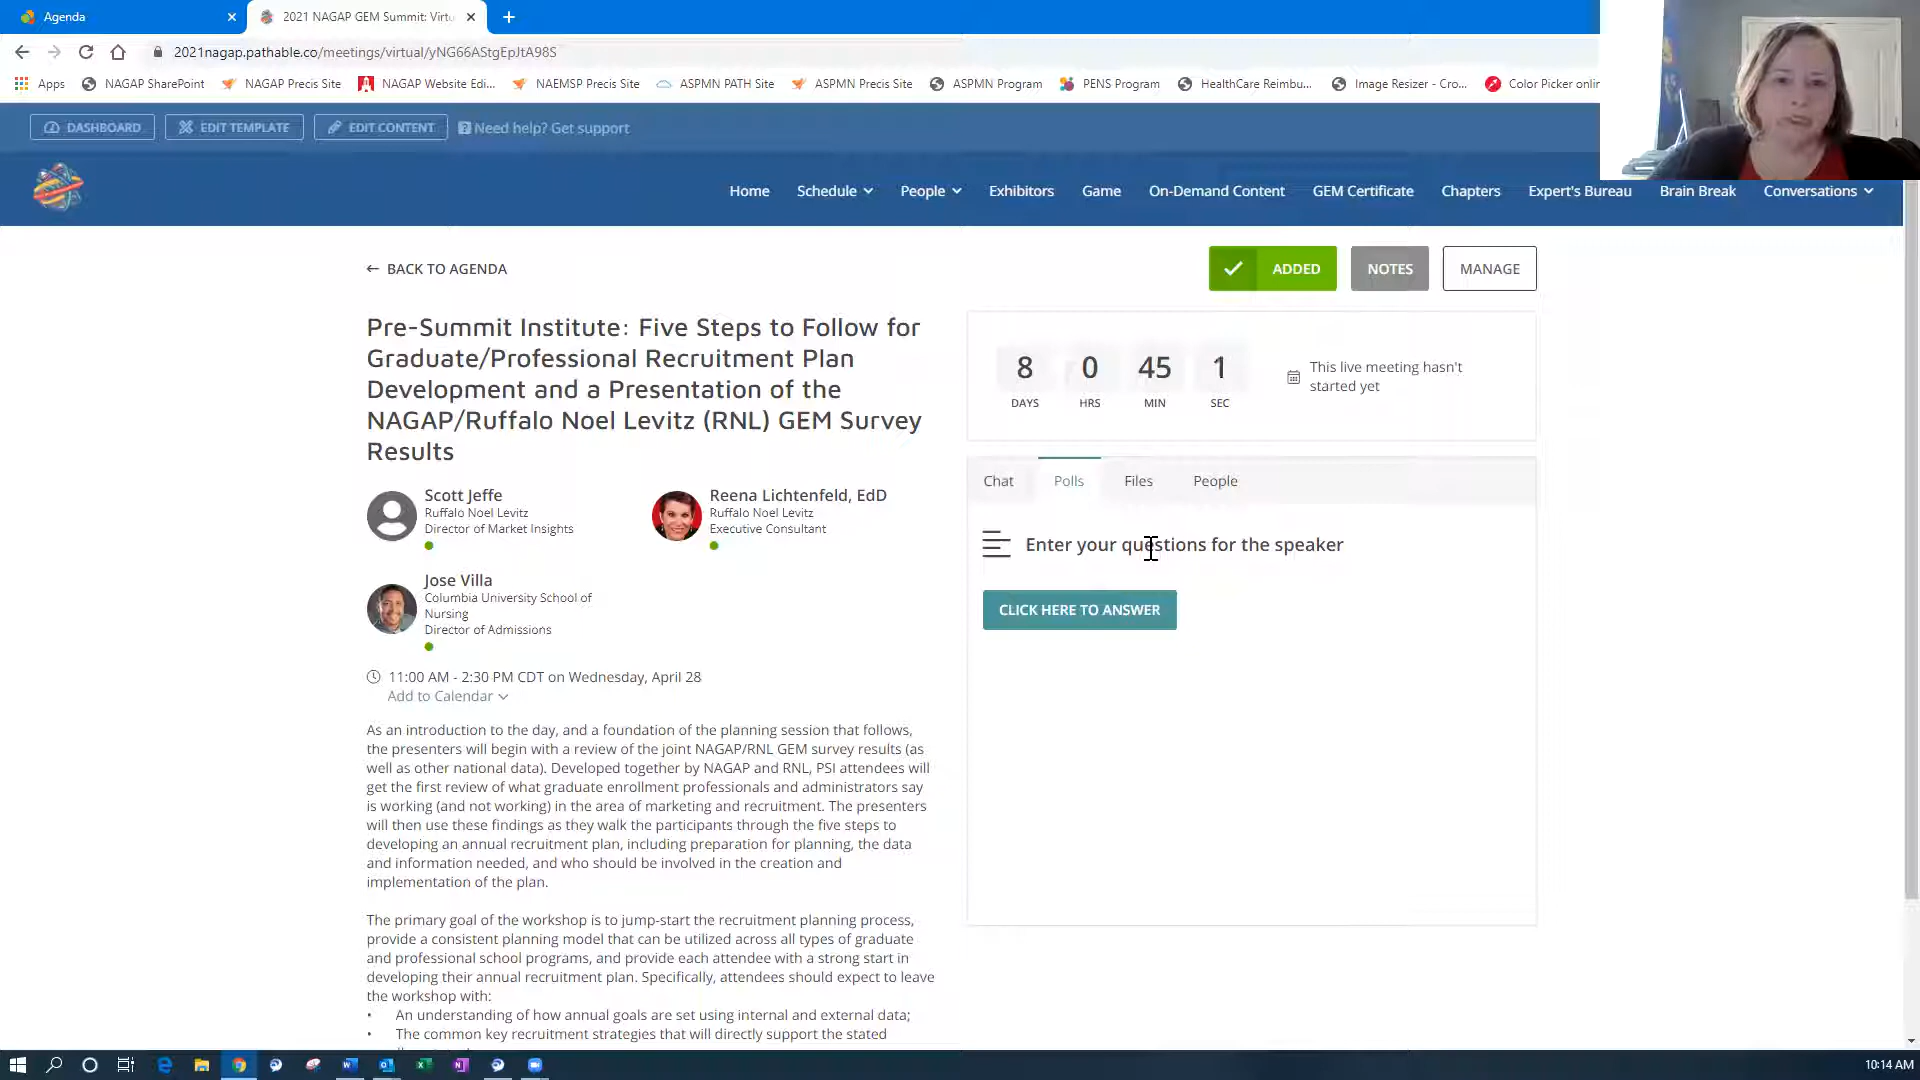 Agenda
2021 NAGAP GEM Summit: Virtu
2021nagap.pathable.co/meetings/virtual/yNG66AStgEpJtA98S
Apps
NAGAP SharePoint
NAGAP Precis Site
NAGAP Website Edi...
NAEMSP Precis Site
ASPMN PATH Site
ASPMN Precis Site
ASPMN Program
PENS Program
HealthCare Reimbu...
Image Resizer - Cro...
Color Picker onlin
DASHBOARD
EDIT TEMPLATE
EDIT CONTENT
Need help? Get support
Home
Schedule
People
Exhibitors
Game
On-Demand Content
GEM Certificate
Chapters
Expert's Bureau
Brain Break
Conversations
BACK TO AGENDA
ADDED
NOTES
MANAGE
Pre-Summit Institute: Five Steps to Follow for
Graduate/Professional Recruitment Plan
Development and a Presentation of the
NAGAP/Ruffalo Noel Levitz (RNL) GEM Survey
Results
Scott Jeffe
Ruffalo Noel Levitz
Director of Market Insights
Reena Lichtenfeld, EdD
Ruffalo Noel Levitz
Executive Consultant
Jose Villa
Columbia University School of
Nursing
Director of Admissions
11:00 AM - 2:30 PM CDT on Wednesday, April 28
Add to Calendar
As an introduction to the day, and a foundation of the planning session that follows,
the presenters will begin with a review of the joint NAGAP/RNL GEM survey results (as
well as other national data). Developed together by NAGAP and RNL, PSI attendees will
get the first review of what graduate enrollment professionals and administrators say
is working (and not working) in the area of marketing and recruitment. The presenters
will then use these findings as they walk the participants through the five steps to
developing an annual recruitment plan, including preparation for planning, the data
and information needed, and who should be involved in the creation and
implementation of the plan.
The primary goal of the workshop is to jump-start the recruitment planning process,
provide a consistent planning model that can be utilized across all types of graduate
and professional school programs, and provide each attendee with a strong start in
developing their annual recruitment plan. Specifically, attendees should expect to leave
the workshop with:
• An understanding of how annual goals are set using internal and external data;
• The common key recruitment strategies that will directly support the stated
8 0 45 1
DAYS HRS MIN SEC
This live meeting hasn't
started yet
Chat
Polls
Files
People
Enter your questions for the speaker
CLICK HERE TO ANSWER
10:14 AM